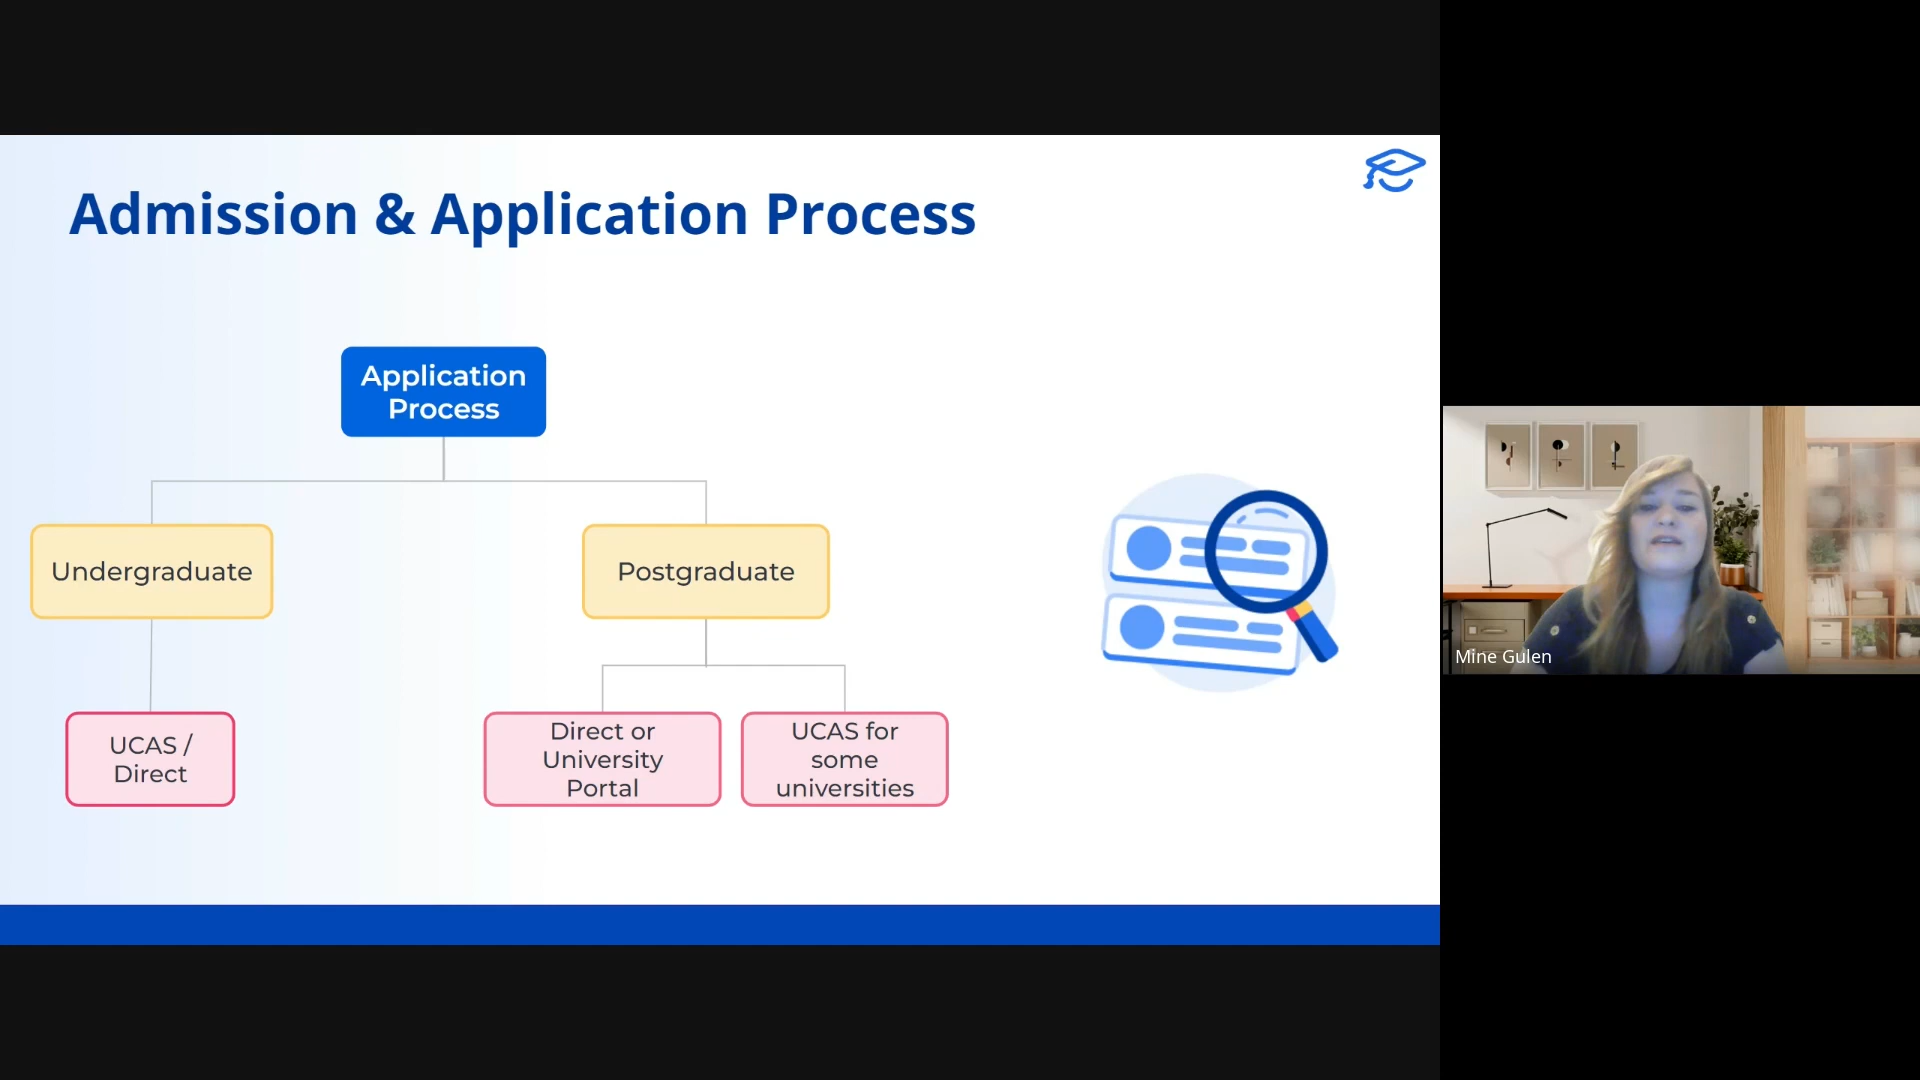 Admission & Application Process
Application
Process
Undergraduate
Postgraduate
UCAS /
Direct
Direct or
University
Portal
UCAS for
some
universities
Mine Gulen